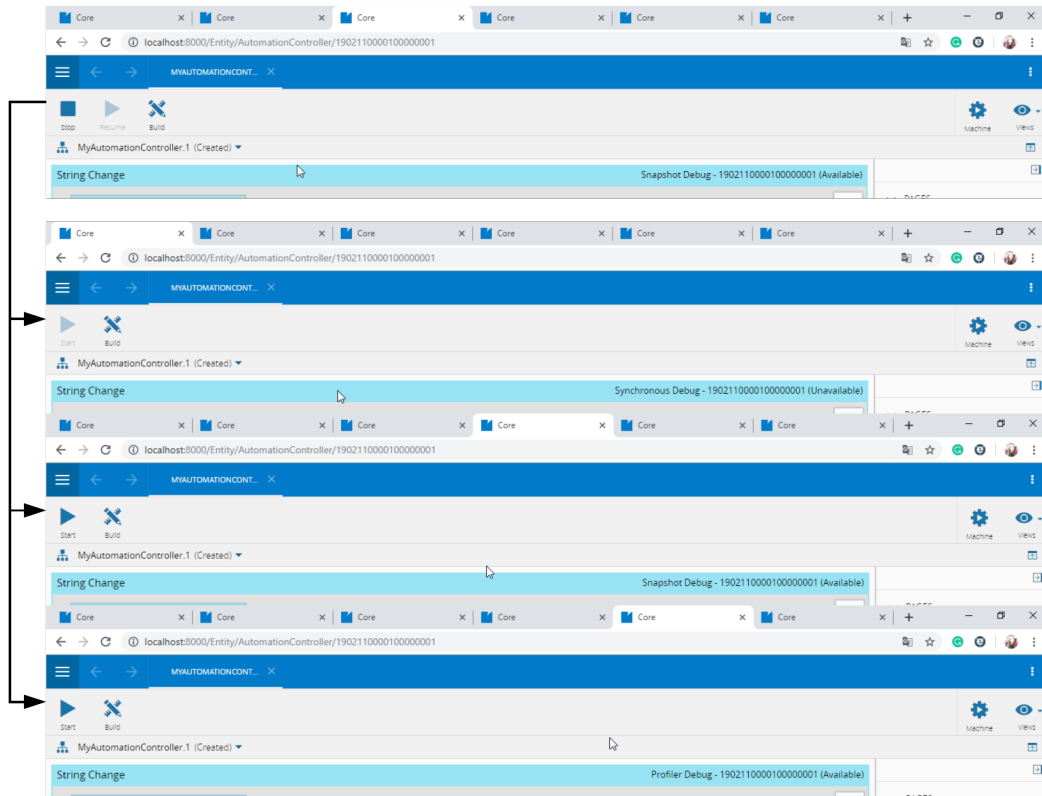 Core Core Core Core Core Core
localhost:8000/Entity/AutomationController/1902110000100000001
MYAUTOMATIONCONT...
Stop Resume Build Machine Views
MyAutomationController.1 (Created)
String Change Snapshot Debug - 1902110000100000001 (Available)
Core Core Core Core Core Core
localhost:8000/Entity/AutomationController/1902110000100000001
MYAUTOMATIONCONT...
Start Build Machine Views
MyAutomationController.1 (Created)
String Change Synchronous Debug - 1902110000100000001 (Unavailable)
Core Core Core Core Core Core
localhost:8000/Entity/AutomationController/1902110000100000001
MYAUTOMATIONCONT...
Start Build Machine Views
MyAutomationController.1 (Created)
String Change Snapshot Debug - 1902110000100000001 (Available)
Core Core Core Core Core Core
localhost:8000/Entity/AutomationController/1902110000100000001
MYAUTOMATIONCONT...
Start Build Machine Views
MyAutomationController.1 (Created)
String Change Profiler Debug - 1902110000100000001 (Available)